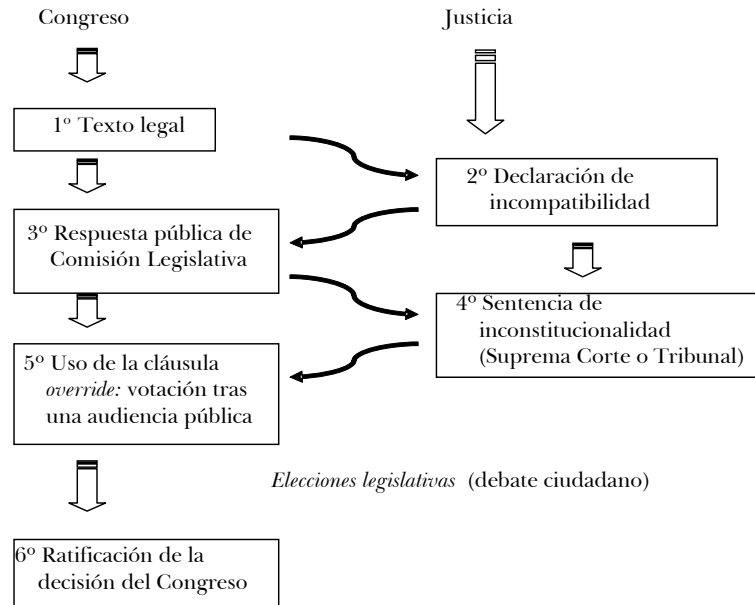 Congreso
Justicia
1º Texto legal
2º Declaración de
incompatibilidad
3º Respuesta pública de
Comisión Legislativa
4º Sentencia de
inconstitucionalidad
(Suprema Corte o Tribunal)
5º Uso de la cláusula
override: votación tras
una audiencia pública
Elecciones legislativas (debate ciudadano)
6º Ratificación de la
decisión del Congreso